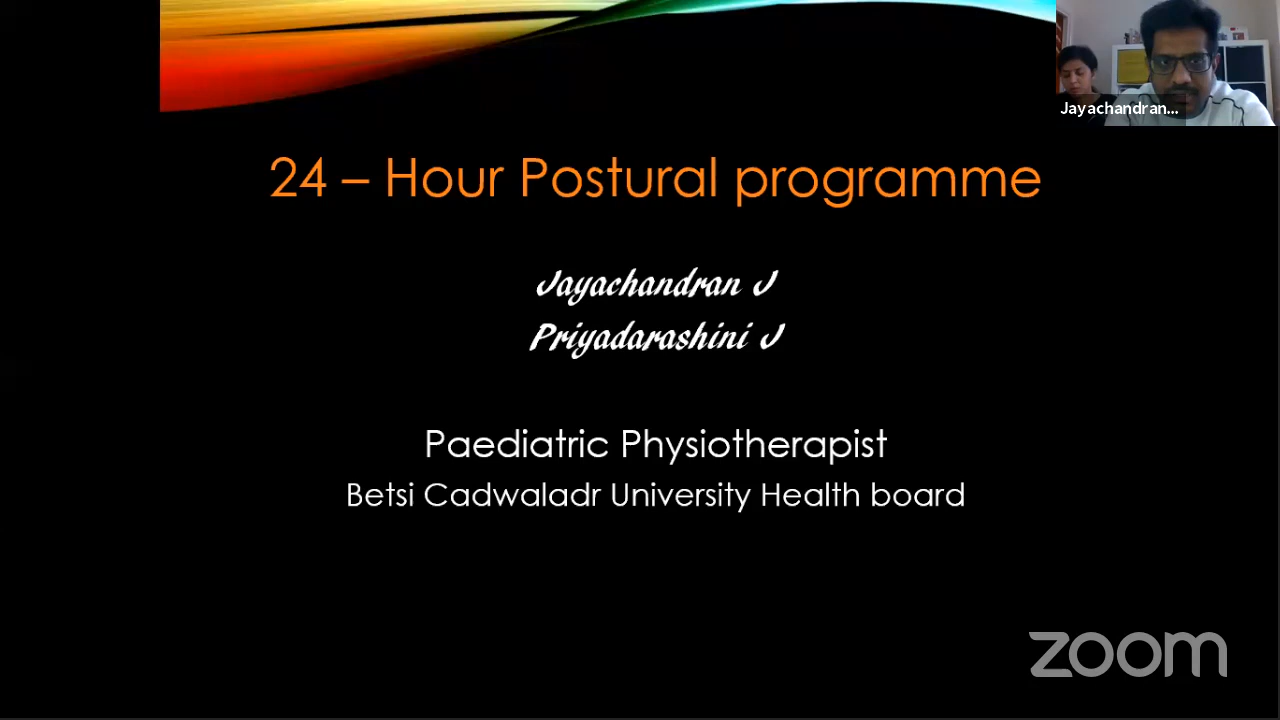 Jayachandran...
24 – Hour Postural programme
Jayachandran J
Priyadarashini J
Paediatric Physiotherapist
Betsi Cadwaladr University Health board
zoom